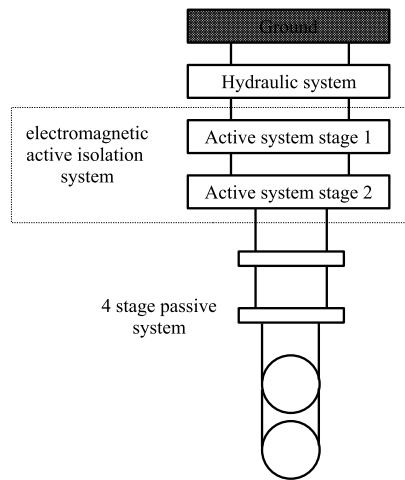 Ground
Hydraulic system
electromagnetic
active isolation
system
Active system stage 1
Active system stage 2
4 stage passive
system